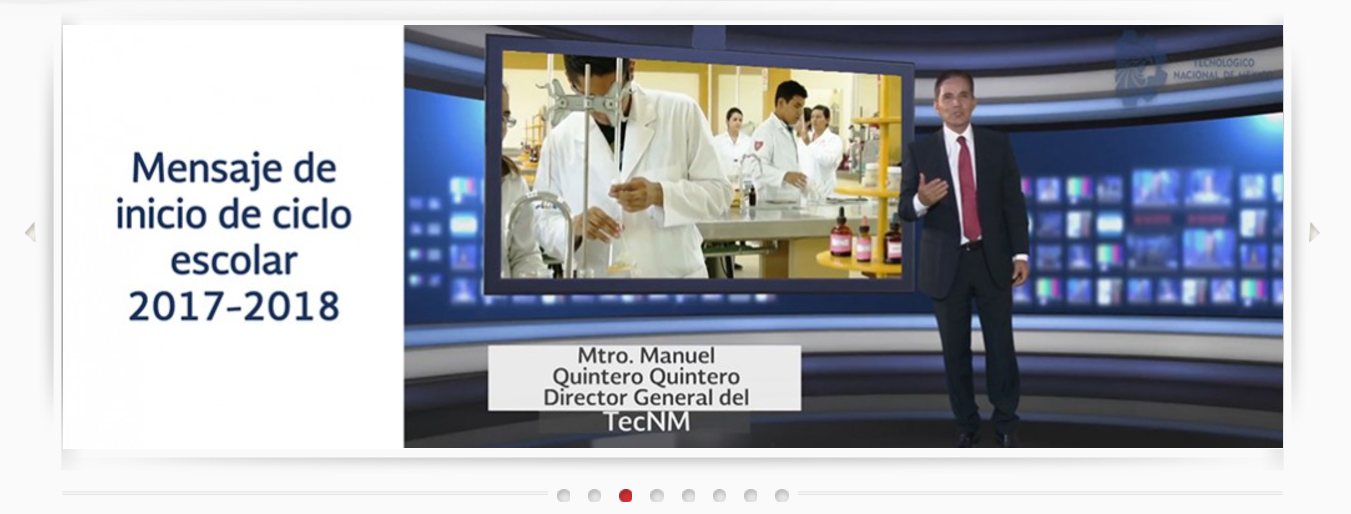 Mensaje de
inicio de ciclo
escolar
2017-2018
TECNOLÓGICO
NACIONAL DE
Mtro. Manuel
Quintero Quintero
Director General del
TecNM